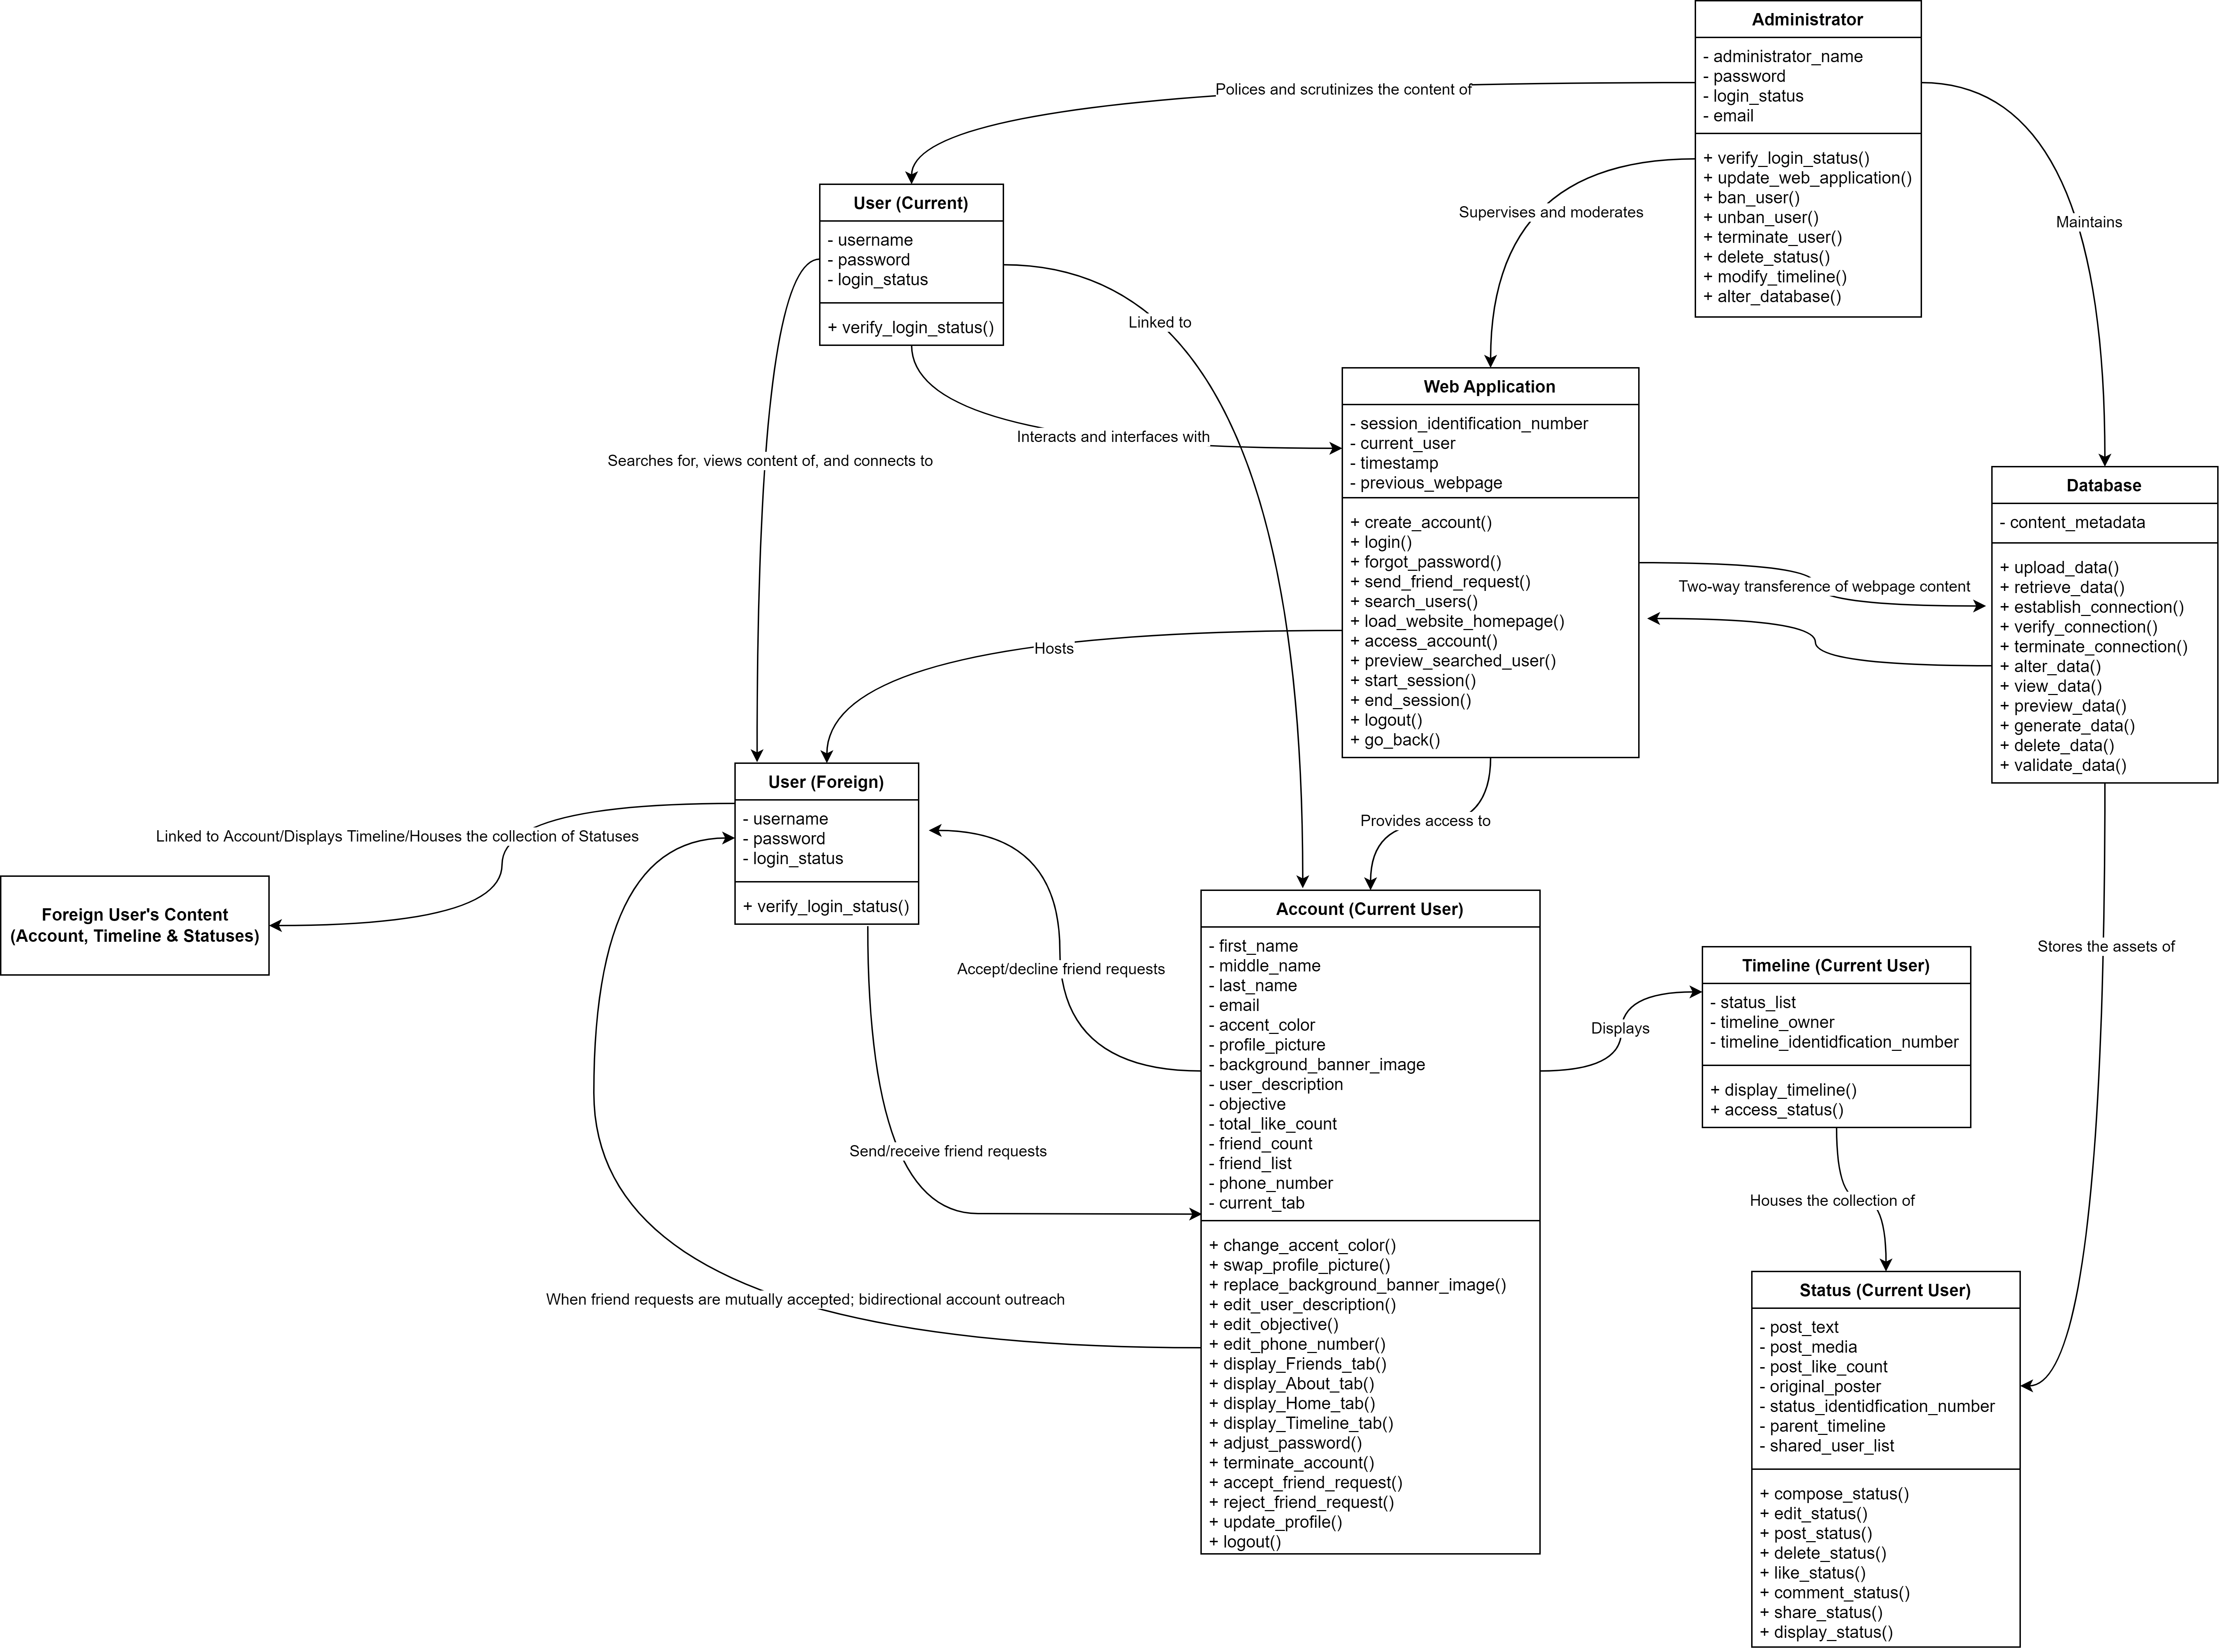 Administrator
- administrator_name
- password
- login_status
- email
+ verify_login_status()
+ update_web_application()
+ ban_user()
+ unban_user()
+ terminate_user()
+ delete_status()
+ modify_timeline()
+ alter_database()
Polices and scrutinizes the content of
Supervises and moderates
Maintains
User (Current)
- username
- password
- login_status
+ verify_login_status()
Linked to
Interacts and interfaces with
Searches for, views content of, and connects to
Web Application
- session_identification_number
- current_user
- timestamp
- previous_webpage
+ create_account()
+ login()
+ forgot_password()
+ send_friend_request()
+ search_users()
+ load_website_homepage()
+ access_account()
+ preview_searched_user()
+ start_session()
+ end_session()
+ logout()
+ go_back()
Two-way transference of webpage content
Database
- content_metadata
+ upload_data()
+ retrieve_data()
+ establish_connection()
+ verify_connection()
+ terminate_connection()
+ alter_data()
+ view_data()
+ preview_data()
+ generate_data()
+ delete_data()
+ validate_data()
Hosts
Provides access to
Stores the assets of
User (Foreign)
- username
- password
- login_status
+ verify_login_status()
Linked to Account/Displays Timeline/Houses the collection of Statuses
Foreign User's Content
(Account, Timeline & Statuses)
Accept/decline friend requests
Send/receive friend requests
When friend requests are mutually accepted; bidirectional account outreach
Account (Current User)
- first_name
- middle_name
- last_name
- email
- accent_color
- profile_picture
- background_banner_image
- user_description
- objective
- total_like_count
- friend_count
- friend_list
- phone_number
- current_tab
+ change_accent_color()
+ swap_profile_picture()
+ replace_background_banner_image()
+ edit_user_description()
+ edit_objective()
+ edit_phone_number()
+ display_Friends_tab()
+ display_About_tab()
+ display_Home_tab()
+ display_Timeline_tab()
+ adjust_password()
+ terminate_account()
+ accept_friend_request()
+ reject_friend_request()
+ update_profile()
+ logout()
Displays
Timeline (Current User)
- status_list
- timeline_owner
- timeline_identidfication_number
+ display_timeline()
+ access_status()
Houses the collection of
Status (Current User)
- post_text
- post_media
- post_like_count
- original_poster
- status_identidfication_number
- parent_timeline
- shared_user_list
+ compose_status()
+ edit_status()
+ post_status()
+ delete_status()
+ like_status()
+ comment_status()
+ share_status()
+ display_status()